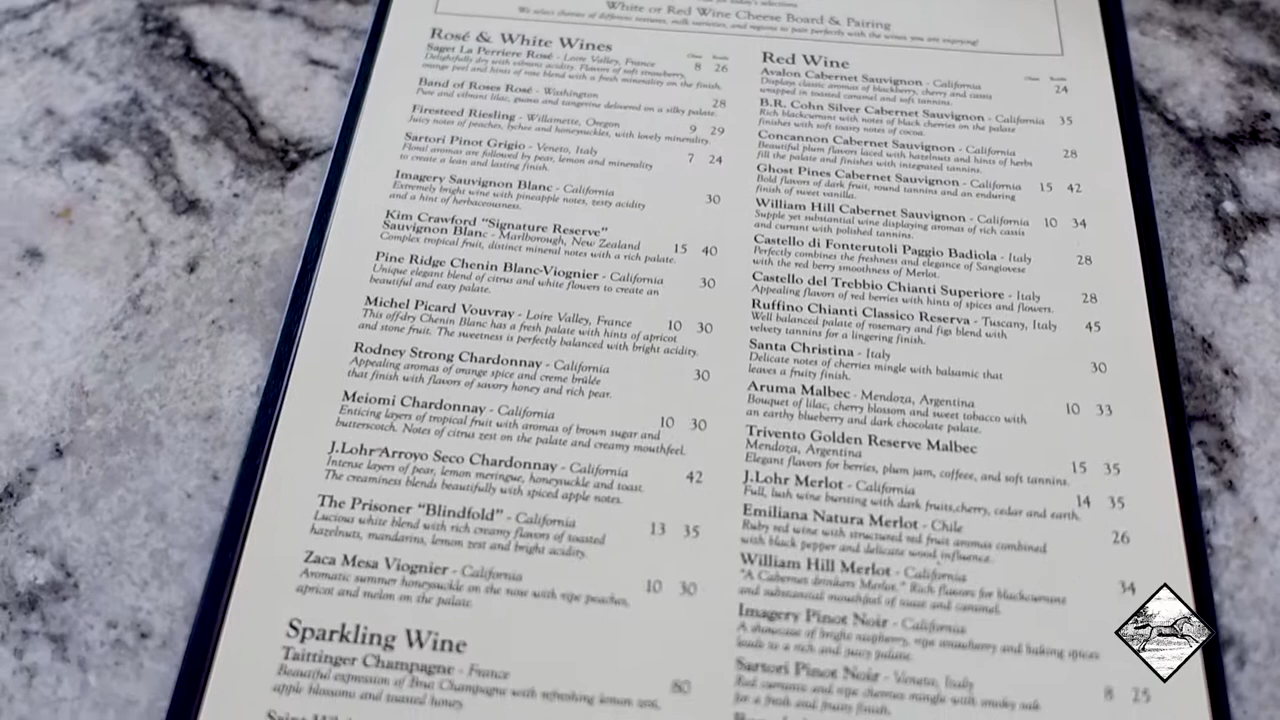 White or Red Wine Cheese Board & Pairing
We select cheeses of different textures, milk varieties, and regions to pair perfectly with the wines you are enjoying!
Rosé & White Wines
Glass Bottle
Saget La Perriere Rosé - Loire Valley, France 8 26
Delightfully dry with vibrant acidity. Flavors of soft strawberry,
orange peel and hints of rose blend with a fresh minerality on the finish.
Band of Roses Rosé - Washington 28
Pure and vibrant lilac, guava and tangerine delivered on a silky palate.
Firesteed Riesling - Willamette, Oregon 9 29
Juicy notes of peaches, lychee and honeysuckles, with lovely minerality.
Sartori Pinot Grigio - Veneto, Italy 7 24
Floral aromas are followed by pear, lemon and minerality
to create a lean and lasting finish.
Imagery Sauvignon Blanc - California 30
Extremely bright wine with pineapple notes, zesty acidity
and a hint of herbaceousness.
Kim Crawford “Signature Reserve”
Sauvignon Blanc - Marlborough, New Zealand 15 40
Complex tropical fruit, distinct mineral notes with a rich palate.
Pine Ridge Chenin Blanc-Viognier - California 30
Unique elegant blend of citrus and white flowers to create an
beautiful and easy palate.
Michel Picard Vouvray - Loire Valley, France 10 30
This off-dry Chenin Blanc has a fresh palate with hints of apricot
and stone fruit. The sweetness is perfectly balanced with bright acidity.
Rodney Strong Chardonnay - California 30
Appealing aromas of orange spice and creme brûlée
that finish with flavors of savory honey and rich pear.
Meiomi Chardonnay - California 10 30
Enticing layers of tropical fruit with aromas of brown sugar and
butterscotch. Notes of citrus zest on the palate and creamy mouthfeel.
J.Lohr Arroyo Seco Chardonnay - California 42
Intense layers of pear, lemon meringue, honeysuckle and toast.
The creaminess blends beautifully with spiced apple notes.
The Prisoner “Blindfold” - California 13 35
Lucious white blend with rich creamy flavors of toasted
hazelnuts, mandarins, lemon zest and bright acidity.
Zaca Mesa Viognier - California 10 30
Aromatic summer honeysuckle on the nose with ripe peaches,
apricot and melon on the palate.
Sparkling Wine
Taittinger Champagne - France 80
Beautiful expression of Brut Champagne with refreshing lemon zest,
apple blossoms and toasted honey
Red Wine
Glass Bottle
Avalon Cabernet Sauvignon - California 24
Displays classic aromas of blackberry, cherry and cassis
wrapped in toasted caramel and soft tannins.
B.R. Cohn Silver Cabernet Sauvignon - California 35
Rich blackcurrant with notes of black cherries on the palate
finishes with soft toasty notes of cocoa.
Concannon Cabernet Sauvignon - California 28
Beautiful plum flavors laced with hazelnuts and hints of herbs
fill the palate and finishes with integrated tannins.
Ghost Pines Cabernet Sauvignon - California 15 42
Bold flavors of dark fruit, round tannins and an enduring
finish of sweet vanilla.
William Hill Cabernet Sauvignon - California 10 34
Supple yet substantial wine displaying aromas of rich cassis
and currant with polished tannins.
Castello di Fonterutoli Paggio Badiola - Italy 28
Perfectly combines the freshness and elegance of Sangiovese
with the red berry smoothness of Merlot.
Castello del Trebbio Chianti Superiore - Italy 28
Appealing flavors of red berries with hints of spices and flowers.
Ruffino Chianti Classico Reserva - Tuscany, Italy 45
Well balanced palate of rosemary and figs blend with
velvety tannins for a lingering finish.
Santa Christina - Italy 30
Delicate notes of cherries mingle with balsamic that
leaves a fruity finish.
Aruma Malbec - Mendoza, Argentina 10 33
Bouquet of lilac, cherry blossom and sweet tobacco with
an earthy blueberry and dark chocolate palate.
Trivento Golden Reserve Malbec
Mendoza, Argentina 15 35
Elegant flavors for berries, plum jam, coffeee, and soft tannins.
J.Lohr Merlot - California 14 35
Full, lush wine bursting with dark fruits,cherry, cedar and earth.
Emiliana Natura Merlot - Chile 26
Ruby red wine with structured red fruit aromas combined
with black pepper and delicate wood influence.
William Hill Merlot - California 34
"A Cabernet drinkers Merlot." Rich flavors for blackcurrant
and substantial mouthfeel of toast and caramel.
Imagery Pinot Noir - California
A showcase of bright raspberry, ripe strawberry and baking spices
leads to a rich and juicy palate.
Sartori Pinot Noir - Veneto, Italy 8 25
Red currants and ripe cherries mingle with smoky oak
for a fresh and fruity finish.